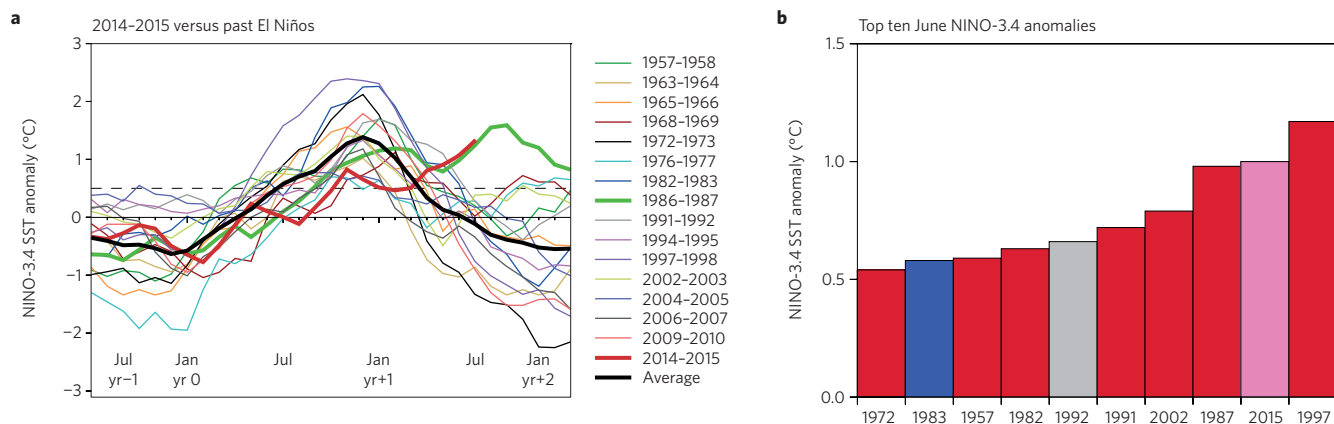 a
2014–2015 versus past El Niños
NINO-3.4 SST anomaly (°C)
3
2
1
0
−1
−2
−3
Jul
yr−1
Jan
yr 0
Jul
Jan
yr+1
Jul
Jan
yr+2
1957–1958
1963–1964
1965–1966
1968–1969
1972–1973
1976–1977
1982–1983
1986–1987
1991–1992
1994–1995
1997–1998
2002–2003
2004–2005
2006–2007
2009–2010
2014–2015
Average
b
Top ten June NINO-3.4 anomalies
NINO-3.4 SST anomaly (°C)
1.5
1.0
0.5
0.0
1972 1983 1957 1982 1992 1991 2002 1987 2015 1997